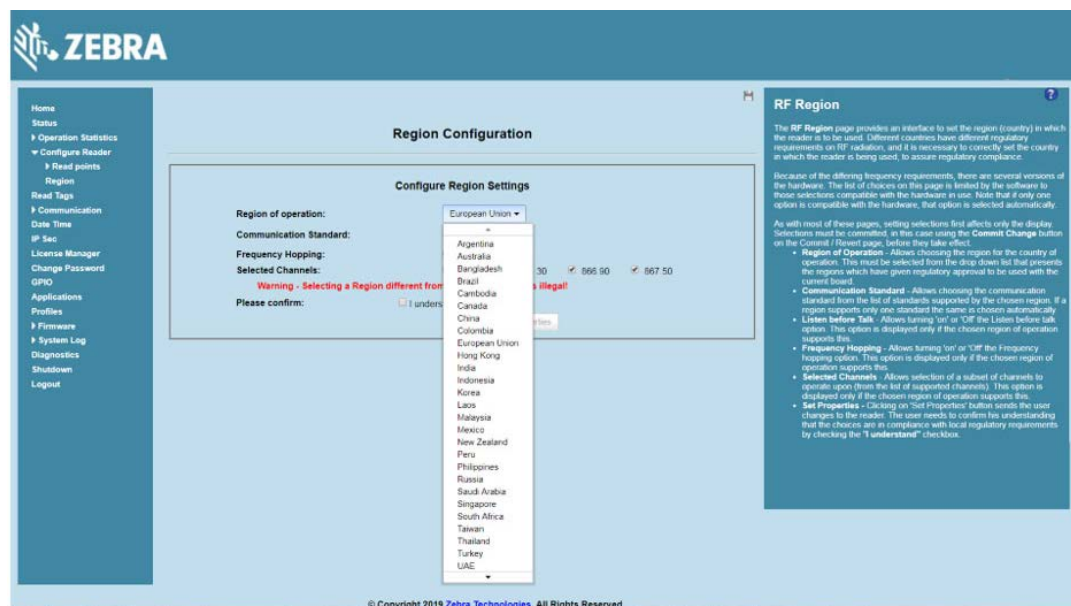 ZEBRA
Home
Status
Operation Statistics
Configure Reader
Read points
Region
Read Tags
Communication
Date Time
IP Sec
License Manager
Change Password
GPIO
Applications
Profiles
Firmware
System Log
Diagnostics
Shutdown
Logout
Region Configuration
Configure Region Settings
Region of operation:
European Union
Communication Standard:
Frequency Hopping:
Selected Channels:
30 866.90 867.50
Warning - Selecting a Region different from illegal!
Please confirm:
I unders
Argentina
Australia
Bangladesh
Brazil
Cambodia
Canada
China
Colombia
European Union
Hong Kong
India
Indonesia
Korea
Laos
Malaysia
Mexico
New Zealand
Peru
Philippines
Russia
Saudi Arabia
Singapore
South Africa
Taiwan
Thailand
Turkey
UAE
RF Region
?
The RF Region page provides an interface to set the region (country) in which
the reader is to be used. Different countries have different regulatory
requirements on RF radiation, and it is necessary to correctly set the country
in which the reader is being used, to assure regulatory compliance.
Because of the differing frequency requirements, there are several versions of
the hardware. The list of choices on this page is limited by the software to
those selections compatible with the hardware in use. Note that if only one
option is compatible with the hardware, that option is selected automatically.
As with most of these pages, setting selections first affects only the display.
Selections must be committed, in this case using the Commit Change button
on the Commit / Revert page, before they take effect.
• Region of Operation - Allows choosing the region for the country of
operation. This must be selected from the drop down list that presents
the regions which have given regulatory approval to be used with the
current board.
• Communication Standard - Allows choosing the communication
standard from the list of standards supported by the chosen region. If a
region supports only one standard the same is chosen automatically
• Listen before Talk - Allows turning 'on' or 'Off' the Listen before talk
option. This option is displayed only if the chosen region of operation
supports this.
• Frequency Hopping - Allows turning 'on' or 'Off' the Frequency
hopping option. This option is displayed only if the chosen region of
operation supports this.
• Selected Channels - Allows selection of a subset of channels to
operate upon (from the list of supported channels). This option is
displayed only if the chosen region of operation supports this.
• Set Properties - Clicking on 'Set Properties' button sends the user
changes to the reader. The user needs to confirm his understanding
that the choices are in compliance with local regulatory requirements
by checking the "I understand" checkbox.
© Copyright 2019 Zebra Technologies. All Rights Reserved